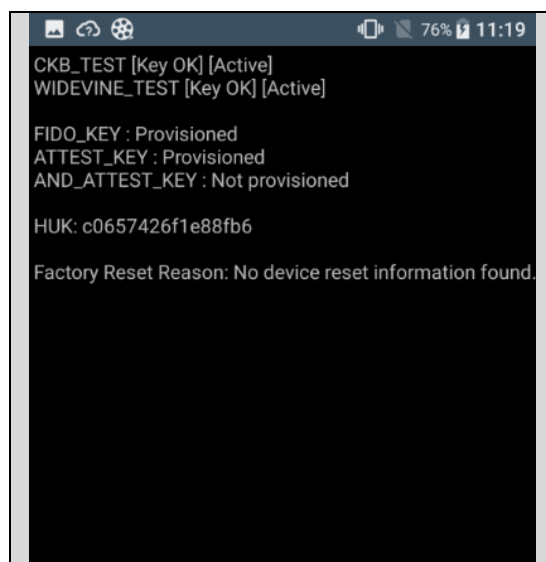 76% 11:19
CKB_TEST [Key OK] [Active]
WIDEVINE_TEST [Key OK] [Active]
FIDO_KEY : Provisioned
ATTEST_KEY : Provisioned
AND_ATTEST_KEY : Not provisioned
HUK: c0657426f1e88fb6
Factory Reset Reason: No device reset information found.